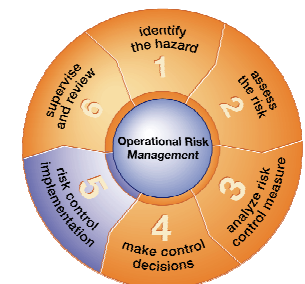 identify
the hazard
1
assess
the risk
2
analyze risk
control measure
3
make control
decisions
4
risk control
implementation
5
supervise
and review
6
Operational Risk
Management